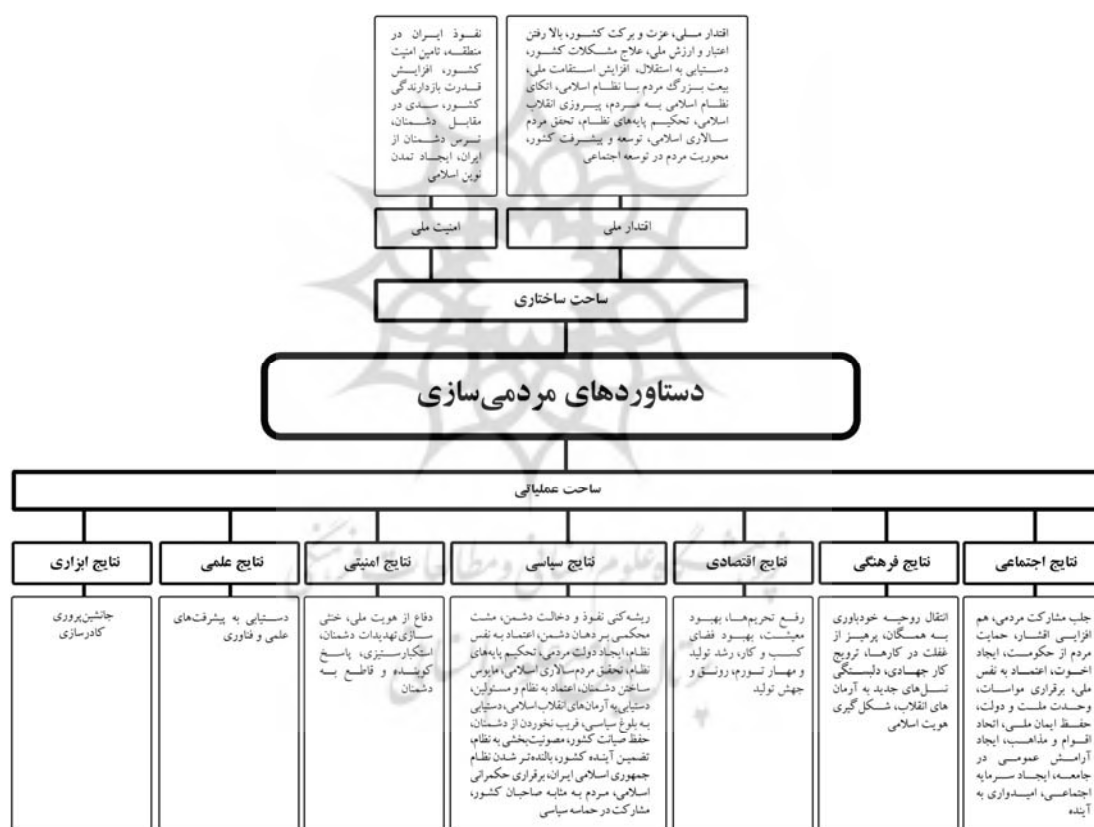 اقتدار ملی، عزت و برکت کشور، بالا رفتن
اعتبار و ارزش ملی، علاج مشکلات کشور،
دستیابی به استقلال، افزایش استقامت ملی،
بیعت بزرگ مردم با نظام اسلامی، اتکای
نظام اسلامی به مردم، پیروزی انقلاب
اسلامی، تحکیم پایه‌های نظام، تحقق مردم
سالاری اسلامی، توسعه و پیشرفت کشور،
محوریت مردم در توسعه اجتماعی
نفوذ ایران در
منطقه، تامین امنیت
کشور، افزایش
قدرت بازدارندگی
کشور، سدی در
مقابل دشمنان،
ترس دشمنان از
ایران، ایجاد تمدن
نوین اسلامی
اقتدار ملی
امنیت ملی
ساحت ساختاری
دستاوردهای مردمی‌سازی
ساحت عملیاتی
نتایج اجتماعی
نتایج فرهنگی
نتایج اقتصادی
نتایج سیاسی
نتایج امنیتی
نتایج علمی
نتایج ابزاری
جلب مشارکت مردمی، هم
افزایی اقشار، حمایت
مردم از حکومت، ایجاد
اخوت، اعتماد به نفس
ملی، برقراری مواسات،
وحدت ملت و دولت،
حفظ ایمان ملی، اتحاد
اقوام و مذاهب، ایجاد
آرامش عمومی در
جامعه، ایجاد سرمایه
اجتماعی، امیدواری به
آینده
انتقال روحیه خودباوری
به همگان، پرهیز از
غفلت در کارها، ترویج
کار جهادی، دلبستگی
نسل‌های جدید به آرمان
های انقلاب، شکل‌گیری
هویت اسلامی
رفع تحریم‌ها، بهبود
معیشت، بهبود فضای
کسب و کار، رشد تولید
و مهار تورم، رونق و
جهش تولید
ریشه‌کنی نفوذ و دخالت دشمن، مشت
محکمی بر دهان دشمن، اعتماد به نفس
نظام، ایجاد دولت مردمی، تحکیم پایه‌های
نظام، تحقق مردم‌سالاری اسلامی، مایوس
ساختن دشمنان، اعتماد به نظام و مسئولین،
دستیابی به آرمان‌های انقلاب اسلامی، دستیابی
به بلوغ سیاسی، فریب نخوردن از دشمنان،
حفظ صیانت کشور، مصونیت‌بخشی به نظام،
تضمین آینده کشور، بالنده‌تر شدن نظام
جمهوری اسلامی ایران، برقراری حکمرانی
اسلامی، مردم به مثابه صاحبان کشور،
مشارکت در حماسه سیاسی
دفاع از هویت ملی، خنثی
سازی تهدیدات دشمنان،
استکبارستیزی، پاسخ
کوبنده و قاطع به
دشمنان
دستیابی به پیشرفت‌های
علمی و فناوری
جانشین‌پروری
کادرسازی
پژوهشگاه علوم انسانی و مطالعات فرهنگی
پرتال جامع علوم انسانی